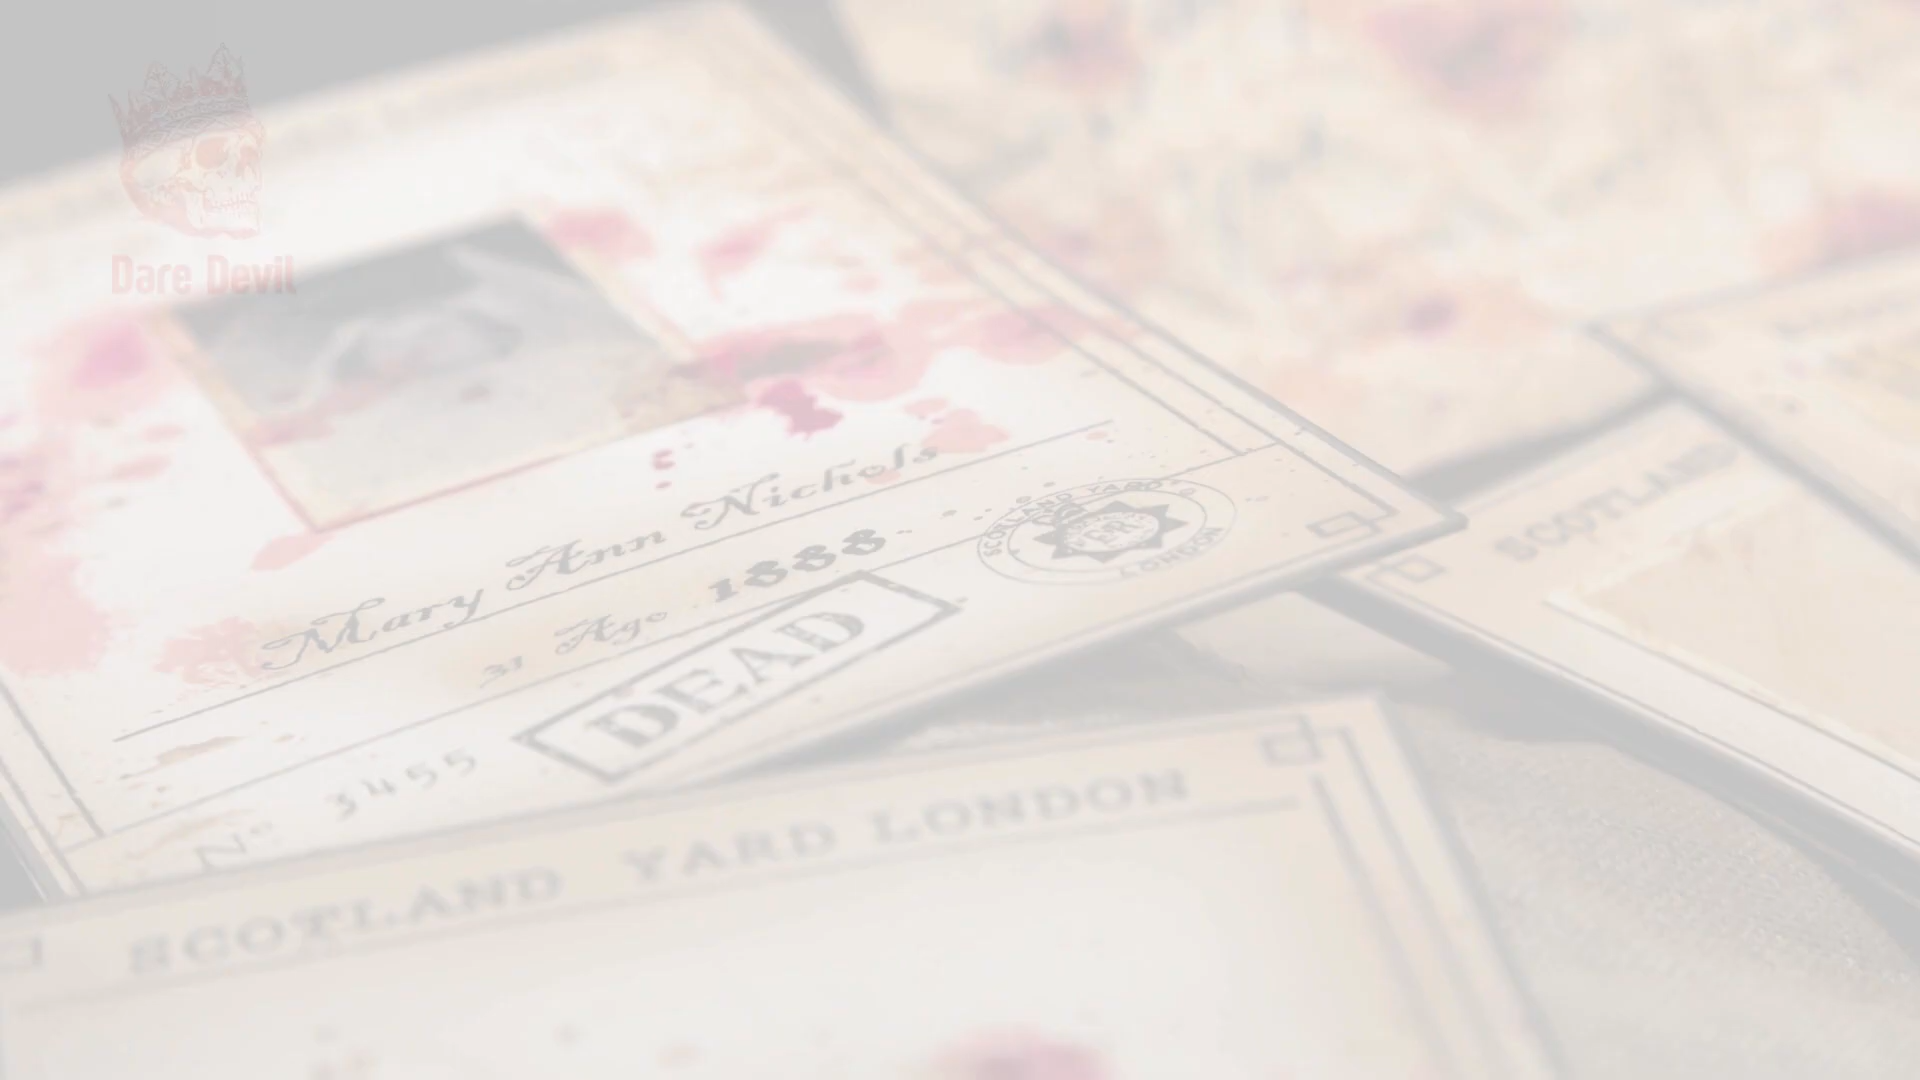 Dare Devil
Mary Ann Nichols
31 Age 1888
DEAD
No 3455
SCOTLAND YARD
LONDON
SCOTLAND
SCOTLAND YARD LONDON